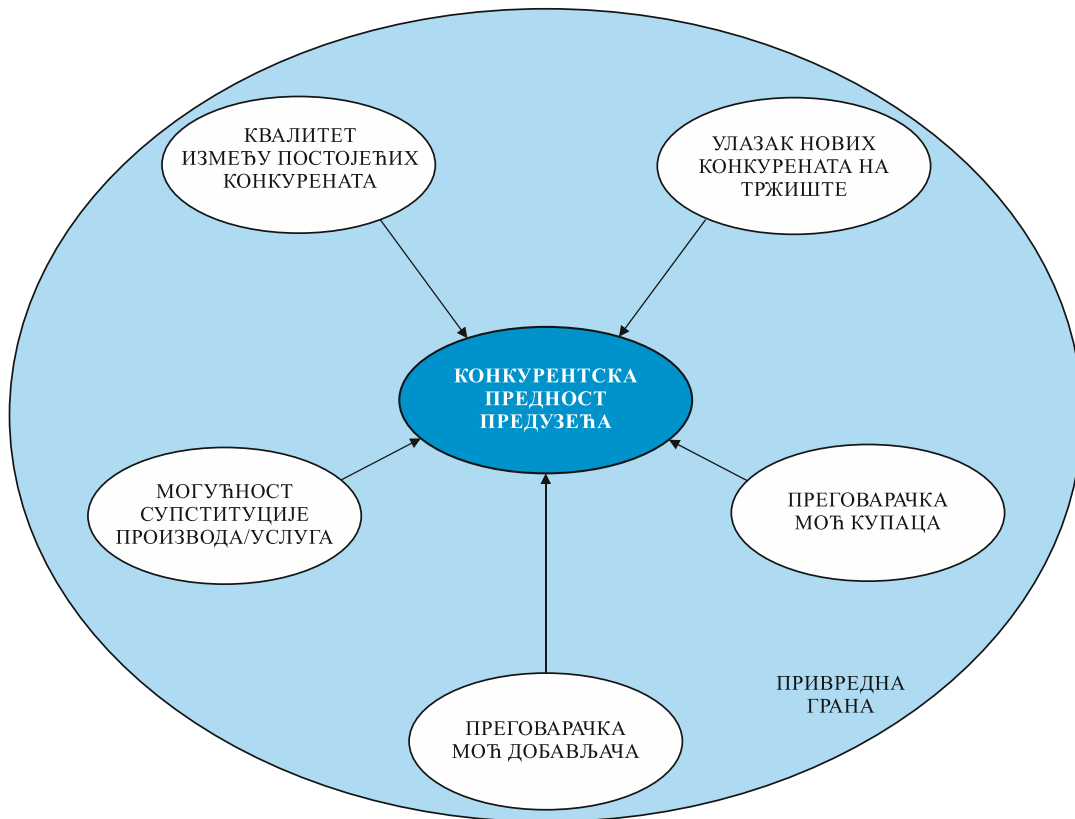 КВАЛИТЕТ
ИЗМЕЂУ ПОСТОЈЕЋИХ
КОНКУРЕНАТА
УЛАЗАК НОВИХ
КОНКУРЕНАТА НА
ТРЖИШТЕ
КОНКУРЕНТСКА
ПРЕДНОСТ
ПРЕДУЗЕЋА
МОГУЋНОСТ
СУПСТИТУЦИЈЕ
ПРОИЗВОДА/УСЛУГА
ПРЕГОВАРАЧКА
МОЋ КУПАЦА
ПРЕГОВАРАЧКА
МОЋ ДОБАВЉАЧА
ПРИВРЕДНА
ГРАНА